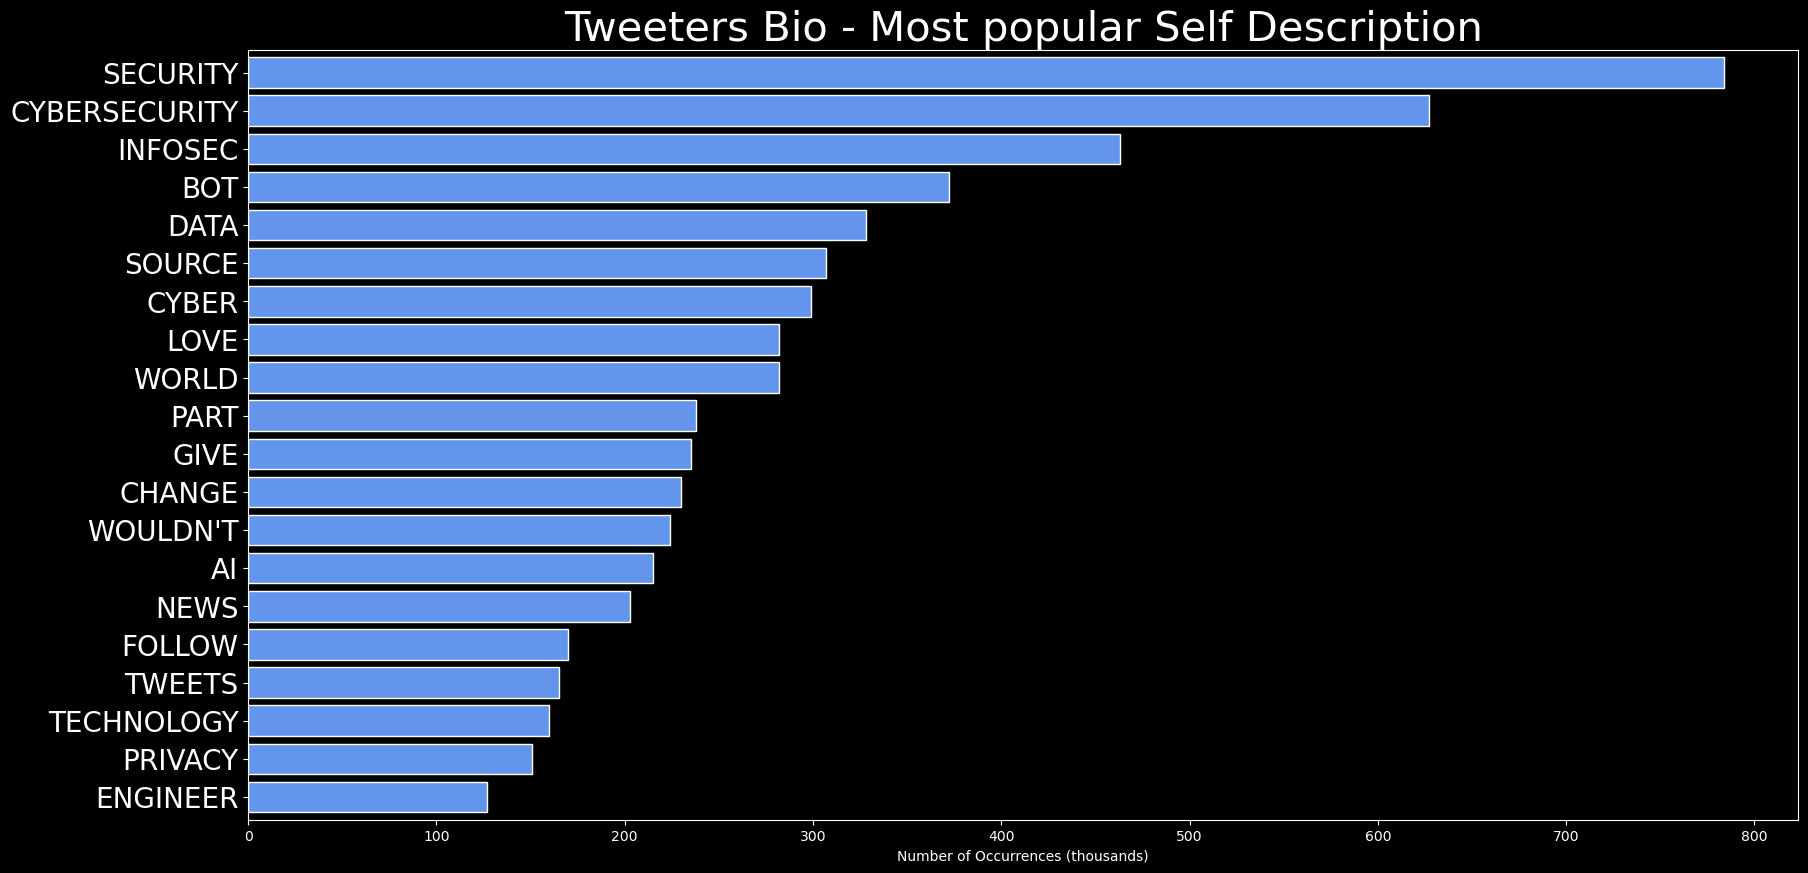 Tweeters Bio - Most popular Self Description
SECURITY
CYBERSECURITY
INFOSEC
BOT
DATA
SOURCE
CYBER
LOVE
WORLD
PART
GIVE
CHANGE
WOULDN'T
AI
NEWS
FOLLOW
TWEETS
TECHNOLOGY
PRIVACY
ENGINEER
0 100 200 300 400 500 600 700 800
Number of Occurrences (thousands)